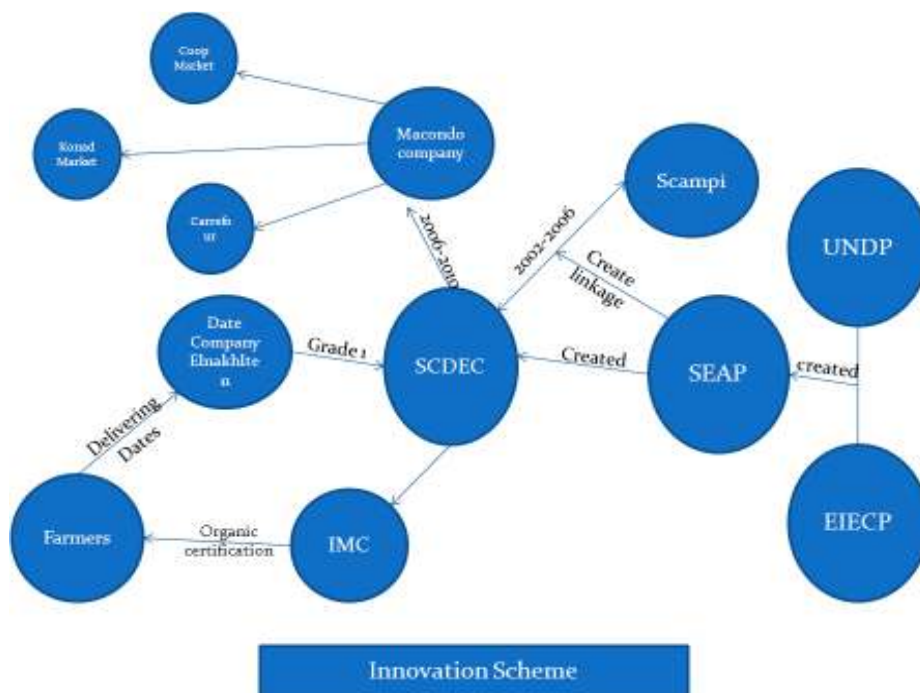 Coop
Market
Konad
Market
Carrefo
ur
Macondo
company
Scampi
UNDP
2006-2010
2002-2006
Create
linkage
Date
Company
Elnakhlte
n
Grade 1
SCDEC
Created
SEAP
created
Delivering
Dates
Farmers
Organic
certification
IMC
EIECP
Innovation Scheme